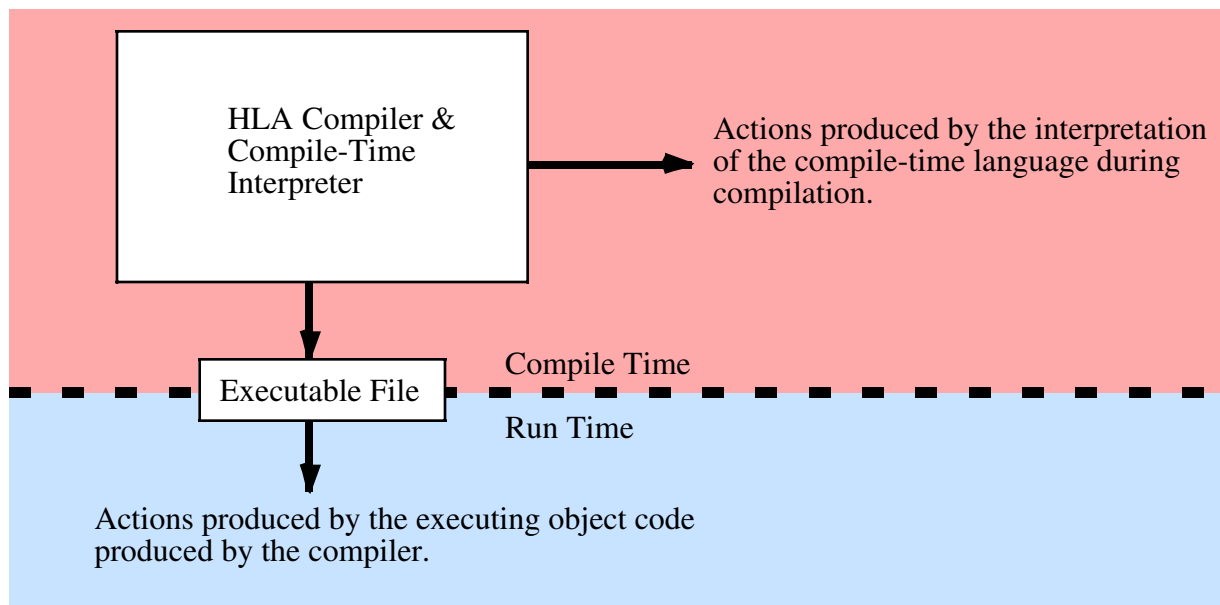 HLA Compiler &
Compile-Time
Interpreter
Actions produced by the interpretation
of the compile-time language during
compilation.
Compile Time
Executable File
Run Time
Actions produced by the executing object code
produced by the compiler.